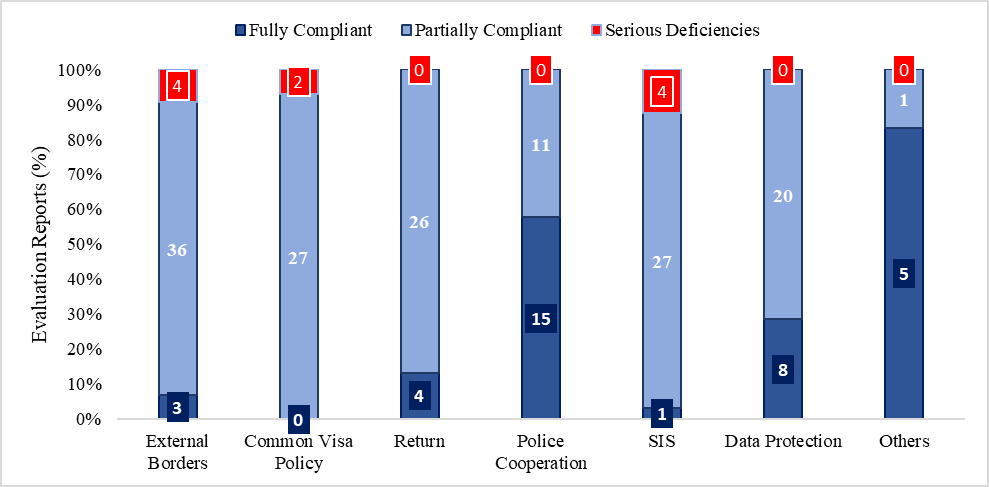 Fully Compliant Partially Compliant Serious Deficiencies
Evaluation Reports (%)
100%
90%
80%
70%
60%
50%
40%
30%
20%
10%
0%
4 2 0 0 4 0 0
36 27 26 11 27 20 1
3 0 4 15 1 8 5
External Borders
Common Visa Policy
Return
Police Cooperation
SIS
Data Protection
Others